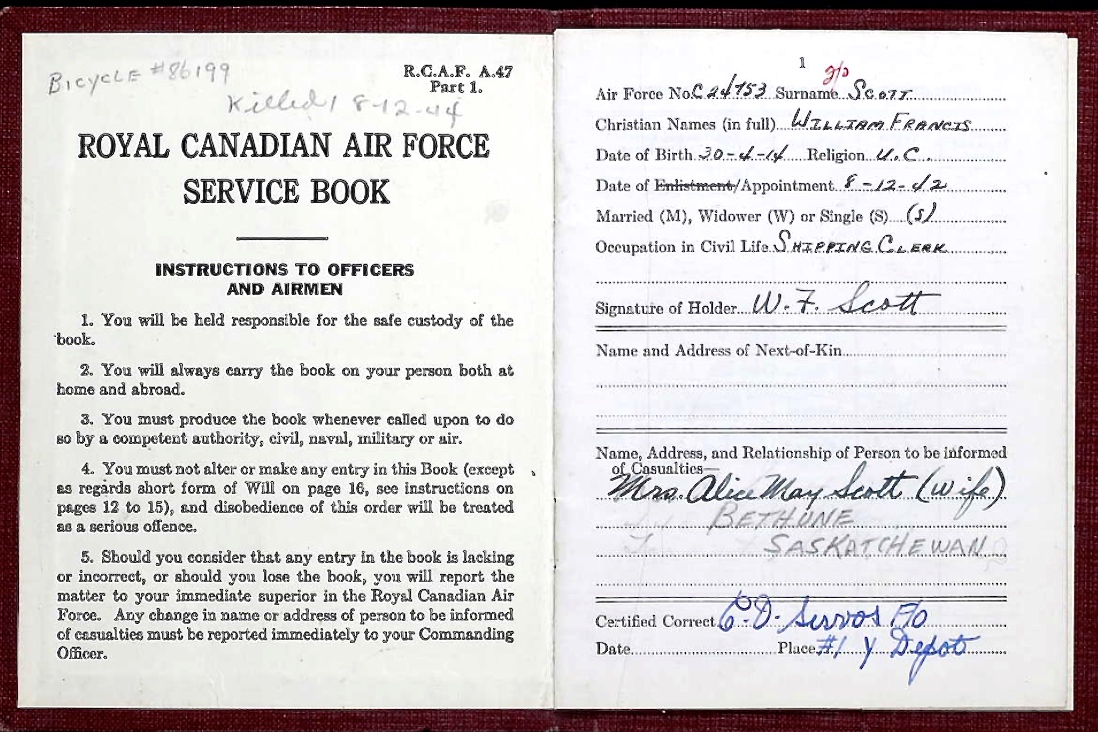 BICYCLE #86199
R.C.A.F. A.47
Part 1.
Killed 8-12-44
ROYAL CANADIAN AIR FORCE
SERVICE BOOK
INSTRUCTIONS TO OFFICERS
AND AIRMEN
1. You will be held responsible for the safe custody of the
book.
2. You will always carry the book on your person both at
home and abroad.
3. You must produce the book whenever called upon to do
so by a competent authority, civil, naval, military or air.
4. You must not alter or make any entry in this Book (except
as regards short form of Will on page 16, see instructions on
pages 12 to 15), and disobedience of this order will be treated
as a serious offence.
5. Should you consider that any entry in the book is lacking
or incorrect, or should you lose the book, you will report the
matter to your immediate superior in the Royal Canadian Air
Force. Any change in name or address of person to be informed
of casualties must be reported immediately to your Commanding
Officer.
1
Air Force No. C24753 Surname SCOTT
Christian Names (in full) WILLIAM FRANCIS
Date of Birth 30-4-14 Religion U.C.
Date of Enlistment/Appointment 8-12-42
Married (M), Widower (W) or Single (S) (S)
Occupation in Civil Life SHIPPING CLERK
Signature of Holder W. F. Scott
Name and Address of Next-of-Kin
Name, Address, and Relationship of Person to be informed
of Casualties—
Mrs. Alice May Scott (Wife)
BETHUNE
SASKATCHEWAN
Certified Correct C. D. Servos F/O
Date Place #1 Y Depot